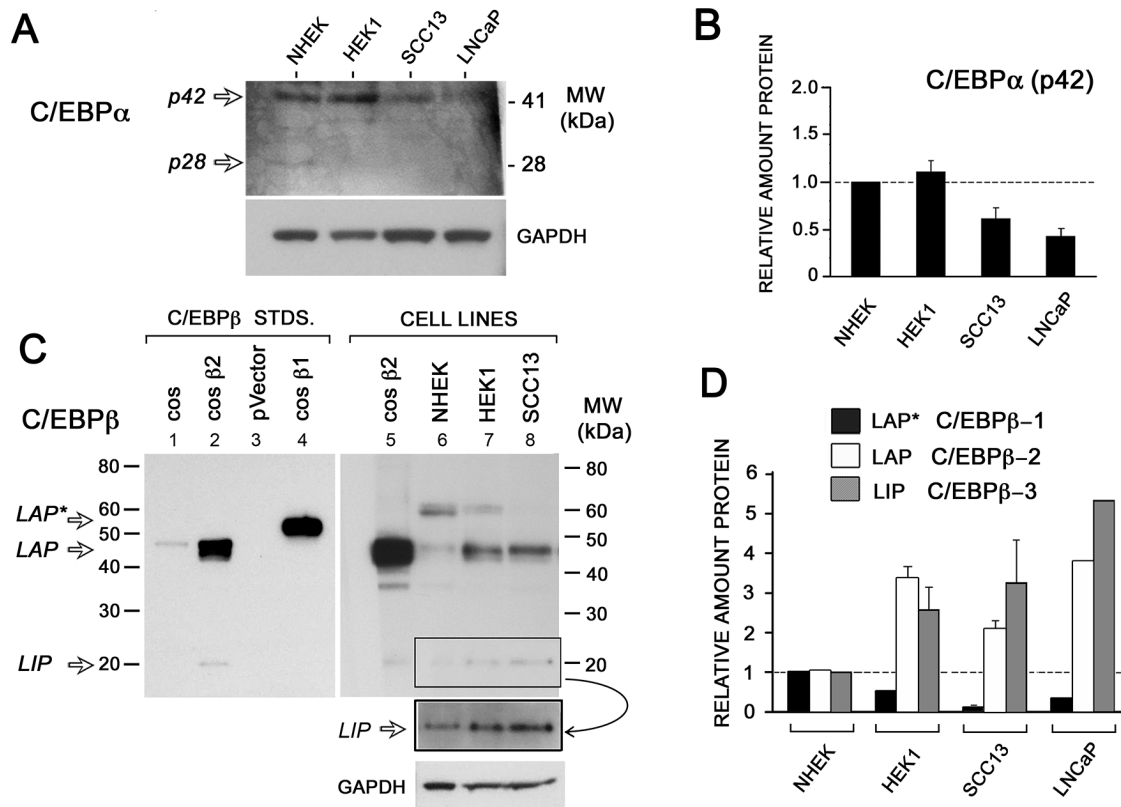 A
NHEK
HEK1
SCC13
LNCaP
C/EBPα
p42
p28
- 41
- 28
MW
(kDa)
GAPDH
B
C/EBPα (p42)
RELATIVE AMOUNT PROTEIN
2.0
1.5
1.0
0.5
0
NHEK
HEK1
SCC13
LNCaP
C
C/EBPβ STDS.
CELL LINES
C/EBPβ
cos
cos β2
pVector
cos β1
cos β2
NHEK
HEK1
SCC13
1 2 3 4 5 6 7 8
MW
(kDa)
80
60
50
40
30
20
LAP*
LAP
LIP
80
60
50
40
30
20
LIP
GAPDH
D
LAP* C/EBPβ–1
LAP C/EBPβ–2
LIP C/EBPβ–3
RELATIVE AMOUNT PROTEIN
6
5
4
3
2
1
0
NHEK
HEK1
SCC13
LNCaP